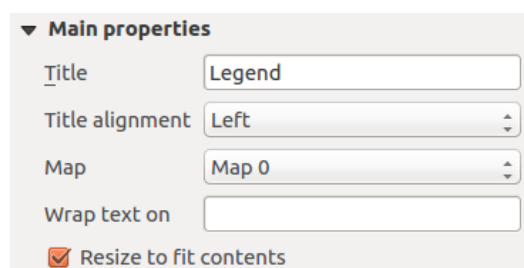 Main properties
Title Legend
Title alignment Left
Map Map 0
Wrap text on
Resize to fit contents